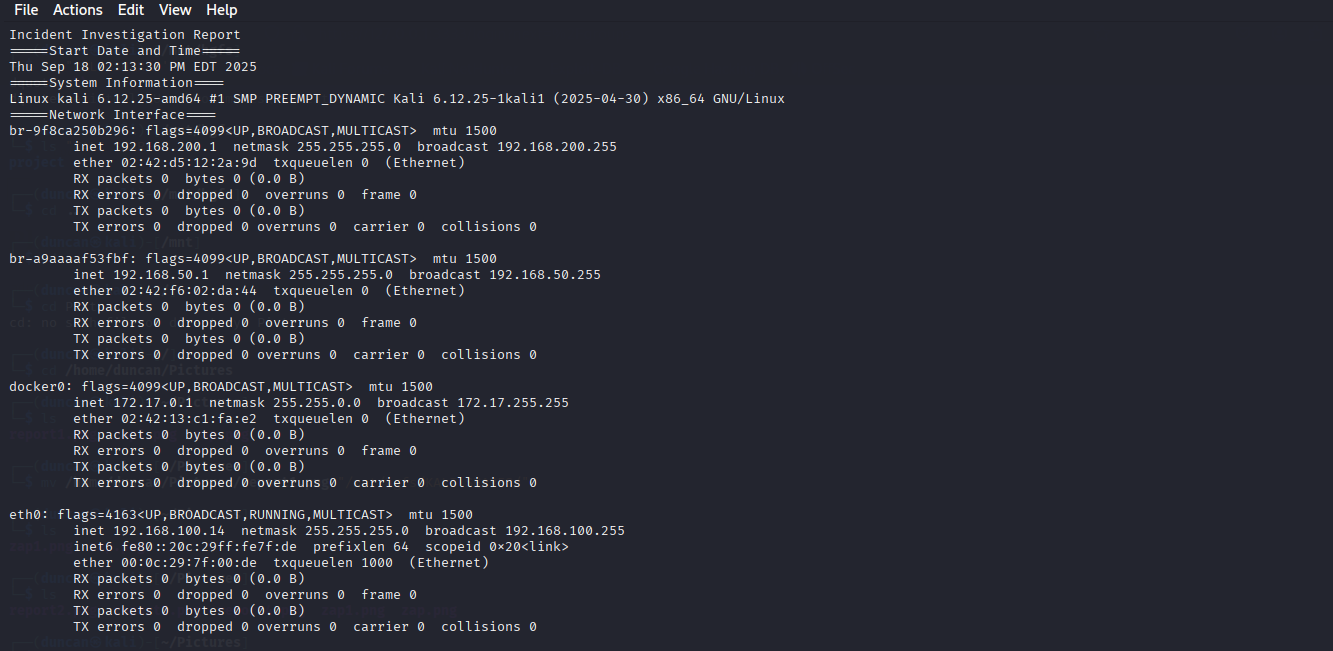 File Actions Edit View Help
Incident Investigation Report
=====Start Date and Time=====
Thu Sep 18 02:13:30 PM EDT 2025
=====System Information====
Linux kali 6.12.25-amd64 #1 SMP PREEMPT_DYNAMIC Kali 6.12.25-1kali1 (2025-04-30) x86_64 GNU/Linux
=====Network Interface====
br-9f8ca250b296: flags=4099<UP,BROADCAST,MULTICAST>  mtu 1500
        inet 192.168.200.1  netmask 255.255.255.0  broadcast 192.168.200.255
        ether 02:42:d5:12:2a:9d  txqueuelen 0  (Ethernet)
        RX packets 0  bytes 0 (0.0 B)
        RX errors 0  dropped 0  overruns 0  frame 0
        TX packets 0  bytes 0 (0.0 B)
        TX errors 0  dropped 0 overruns 0  carrier 0  collisions 0
br-a9aaaaf53fbf: flags=4099<UP,BROADCAST,MULTICAST>  mtu 1500
        inet 192.168.50.1  netmask 255.255.255.0  broadcast 192.168.50.255
        ether 02:42:f6:02:da:44  txqueuelen 0  (Ethernet)
        RX packets 0  bytes 0 (0.0 B)
        RX errors 0  dropped 0  overruns 0  frame 0
        TX packets 0  bytes 0 (0.0 B)
        TX errors 0  dropped 0 overruns 0  carrier 0  collisions 0
/home/duncan/Pictures
docker0: flags=4099<UP,BROADCAST,MULTICAST>  mtu 1500
        inet 172.17.0.1  netmask 255.255.0.0  broadcast 172.17.255.255
        ether 02:42:13:c1:fa:e2  txqueuelen 0  (Ethernet)
        RX packets 0  bytes 0 (0.0 B)
        RX errors 0  dropped 0  overruns 0  frame 0
        TX packets 0  bytes 0 (0.0 B)
        TX errors 0  dropped 0 overruns 0  carrier 0  collisions 0
eth0: flags=4163<UP,BROADCAST,RUNNING,MULTICAST>  mtu 1500
        inet 192.168.100.14  netmask 255.255.255.0  broadcast 192.168.100.255
        inet6 fe80::20c:29ff:fe7f:de  prefixlen 64  scopeid 0×20<link>
        ether 00:0c:29:7f:00:de  txqueuelen 1000  (Ethernet)
        RX packets 0  bytes 0 (0.0 B)
        RX errors 0  dropped 0  overruns 0  frame 0
        TX packets 0  bytes 0 (0.0 B)
        TX errors 0  dropped 0 overruns 0  carrier 0  collisions 0